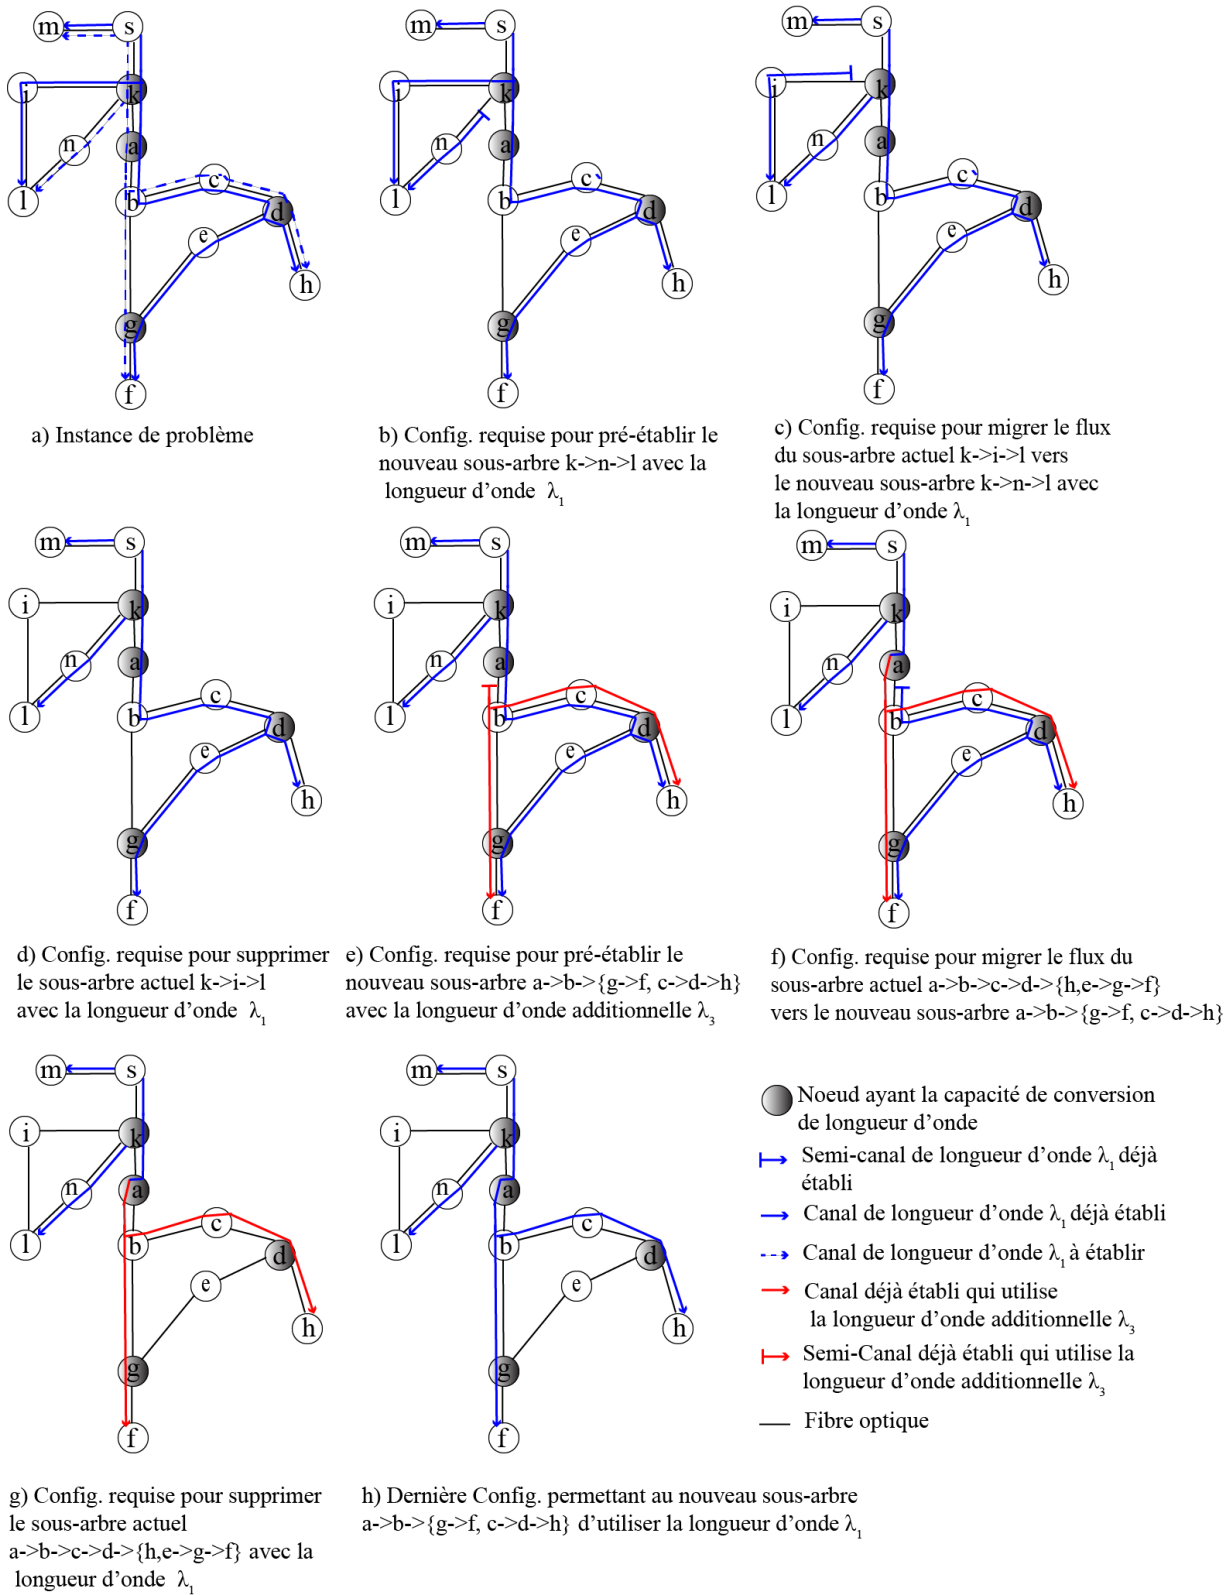 m s
i k
n a
l b c
d
e
h
g
f
a) Instance de problème
m s
i k
n a
l b c
d
e
h
g
f
b) Config. requise pour pré-établir le
nouveau sous-arbre k->n->l avec la
longueur d'onde λ₁
m s
i k
n a
l b c
d
e
h
g
f
c) Config. requise pour migrer le flux
du sous-arbre actuel k->i->l vers
le nouveau sous-arbre k->n->l avec
la longueur d'onde λ₁
m s
i k
n a
l b c
d
e
h
g
f
d) Config. requise pour supprimer
le sous-arbre actuel k->i->l
avec la longueur d'onde λ₁
m s
i k
n a
l b c
d
e
h
g
f
e) Config. requise pour pré-établir le
nouveau sous-arbre a->b->{g->f, c->d->h}
avec la longueur d'onde additionnelle λ₃
m s
i k
n a
l b c
d
e
h
g
f
f) Config. requise pour migrer le flux du
sous-arbre actuel a->b->c->d->{h,e->g->f}
vers le nouveau sous-arbre a->b->{g->f, c->d->h}
m s
i k
n a
l b c
d
e
h
g
f
g) Config. requise pour supprimer
le sous-arbre actuel
a->b->c->d->{h,e->g->f} avec la
longueur d'onde λ₁
m s
i k
n a
l b c
d
e
h
g
f
h) Dernière Config. permettant au nouveau sous-arbre
a->b->{g->f, c->d->h} d'utiliser la longueur d'onde λ₁
Noeud ayant la capacité de conversion
de longueur d'onde
Semi-canal de longueur d'onde λ₁ déjà
établi
Canal de longueur d'onde λ₁ déjà établi
Canal de longueur d'onde λ₁ à établir
Canal déjà établi qui utilise
la longueur d'onde additionnelle λ₃
Semi-Canal déjà établi qui utilise la
longueur d'onde additionnelle λ₃
Fibre optique